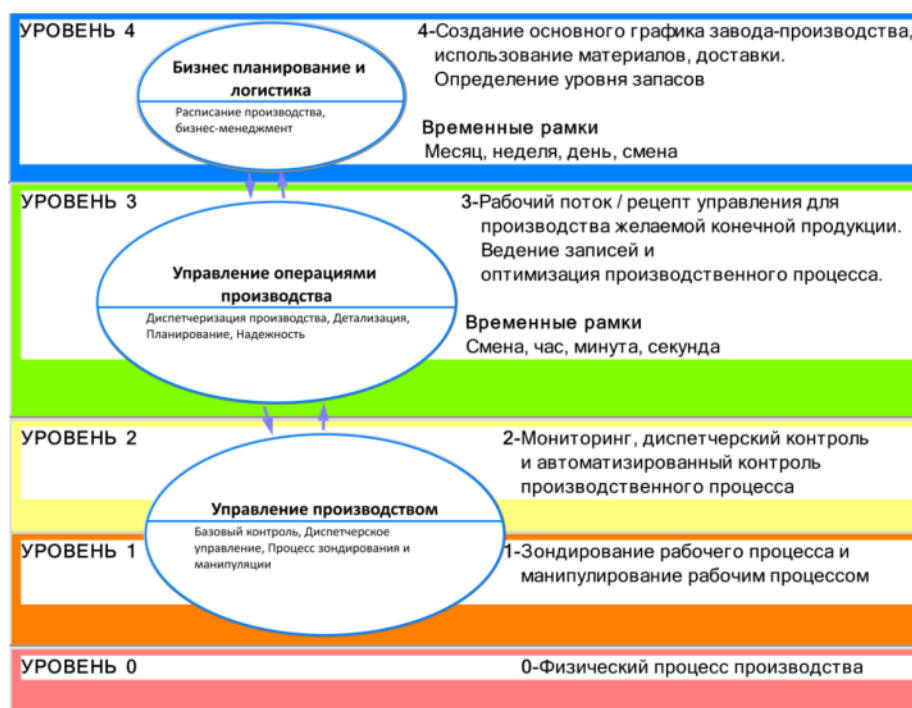 УРОВЕНЬ 4
Бизнес планирование и
логистика
Расписание производства,
бизнес-менеджмент
4-Создание основного графика завода-производства,
использование материалов, доставки.
Определение уровня запасов
Временные рамки
Месяц, неделя, день, смена
УРОВЕНЬ 3
Управление операциями
производства
Диспетчеризация производства, Детализация,
Планирование, Надежность
3-Рабочий поток / рецепт управления для
производства желаемой конечной продукции.
Ведение записей и
оптимизация производственного процесса.
Временные рамки
Смена, час, минута, секунда
УРОВЕНЬ 2
2-Мониторинг, диспетчерский контроль
и автоматизированный контроль
производственного процесса
Управление производством
Базовый контроль, Диспетчерское
управление, Процесс зондирования и
манипуляции
УРОВЕНЬ 1
1-Зондирование рабочего процесса и
манипулирование рабочим процессом
УРОВЕНЬ 0
0-Физический процесс производства